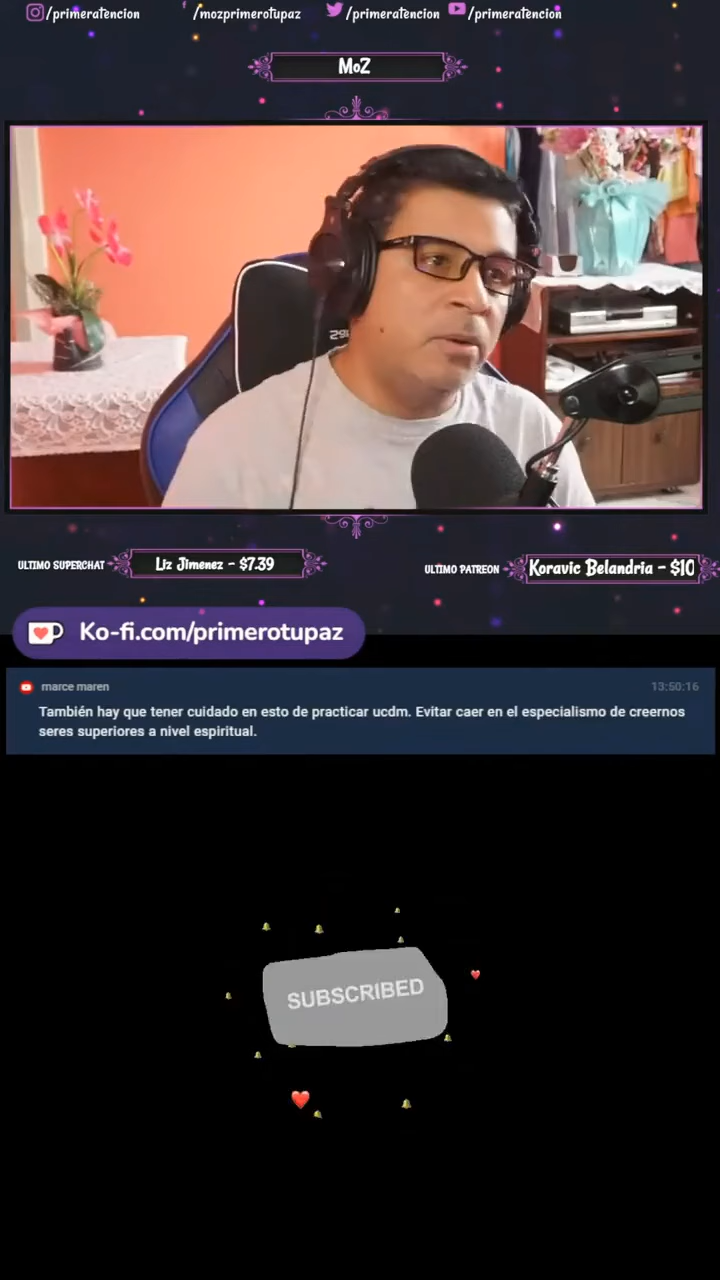 /primeratencion
/mozprimerotupaz
/primeratencion
/primeratencion
MoZ
ULTIMO SUPERCHAT
Liz Jimenez - $7.39
ULTIMO PATREON
Koravic Belandria - $10
Ko-fi.com/primerotupaz
marce maren
13:50:16
También hay que tener cuidado en esto de practicar ucdm. Evitar caer en el especialismo de creernos
seres superiores a nivel espiritual.
SUBSCRIBED